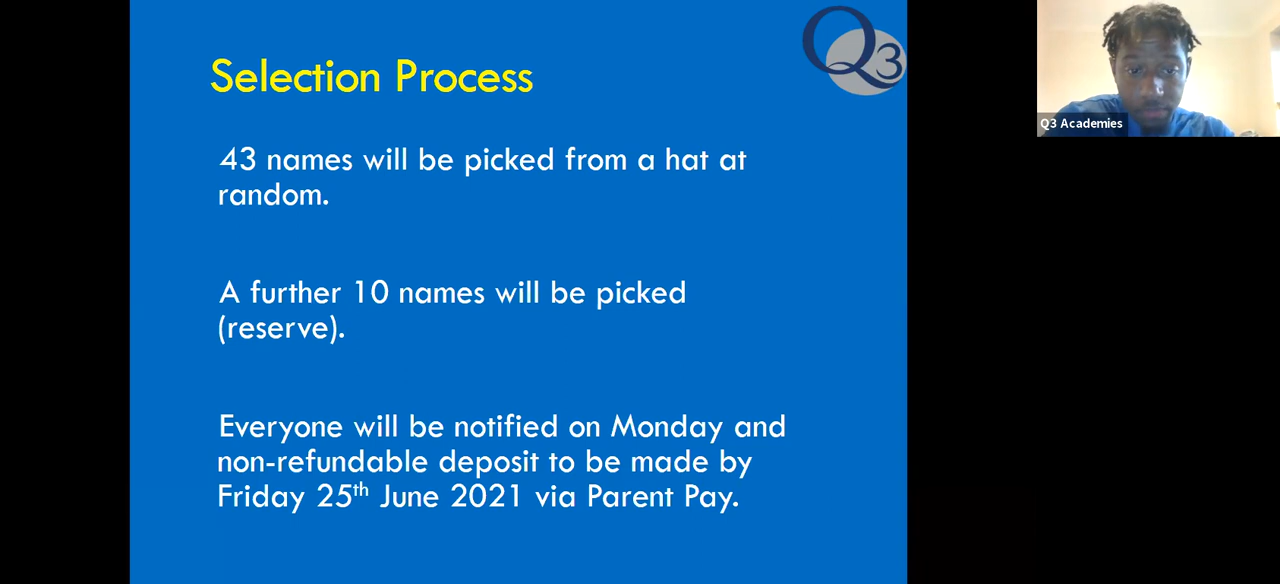 Selection Process
Q3
43 names will be picked from a hat at
random.
A further 10 names will be picked
(reserve).
Everyone will be notified on Monday and
non-refundable deposit to be made by
Friday 25th June 2021 via Parent Pay.
Q3 Academies